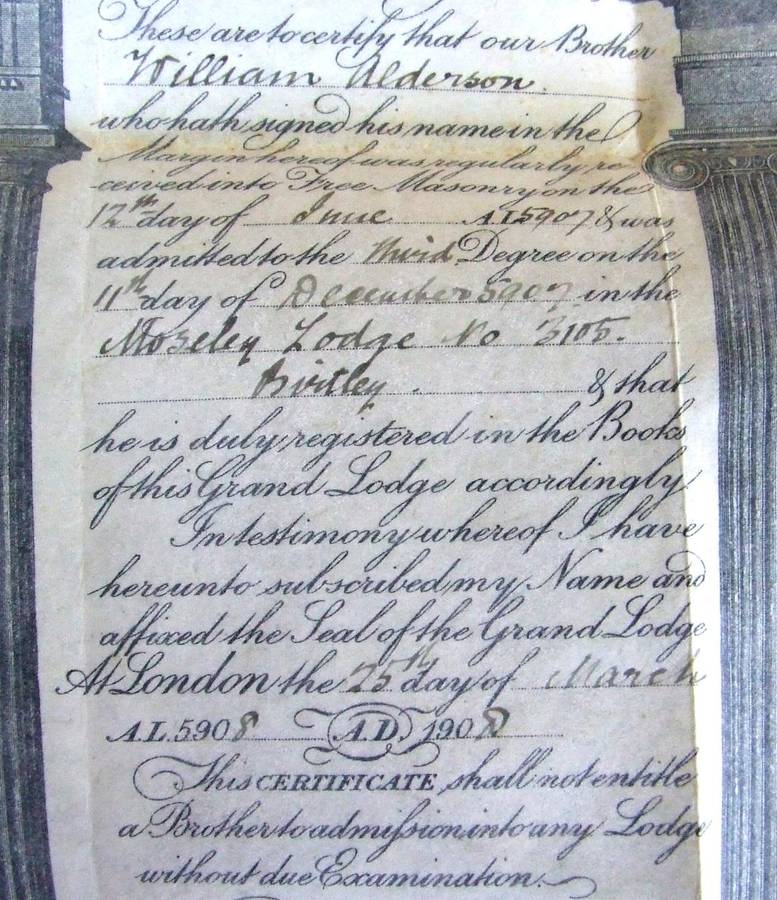 These are to certify that our Brother
William Alderson.
who hath signed his name in the
Margin hereof was regularly re
ceived into Free Masonry on the
12th day of June A.L. 5907 & was
admitted to the Third Degree on the
11th day of December 5907 in the
Moseley Lodge No 3105.
Birtley. & that
he is duly registered in the Books
of this Grand Lodge accordingly
In testimony whereof I have
hereunto subscribed my Name and
affixed the Seal of the Grand Lodge
At London the 25th day of March
A.L. 5908 A.D. 1908
This CERTIFICATE shall not entitle
a Brother to admission into any Lodge
without due Examination.